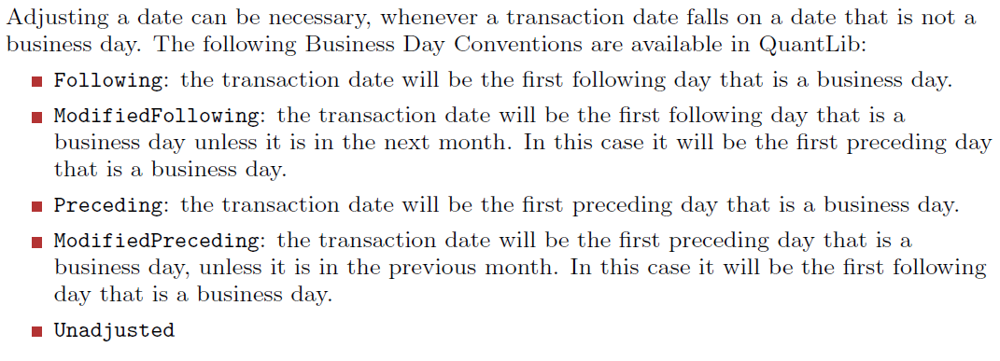 Adjusting a date can be necessary, whenever a transaction date falls on a date that is not a
business day. The following Business Day Conventions are available in QuantLib:
Following: the transaction date will be the first following day that is a business day.
ModifiedFollowing: the transaction date will be the first following day that is a
business day unless it is in the next month. In this case it will be the first preceding day
that is a business day.
Preceding: the transaction date will be the first preceding day that is a business day.
ModifiedPreceding: the transaction date will be the first preceding day that is a
business day, unless it is in the previous month. In this case it will be the first following
day that is a business day.
Unadjusted